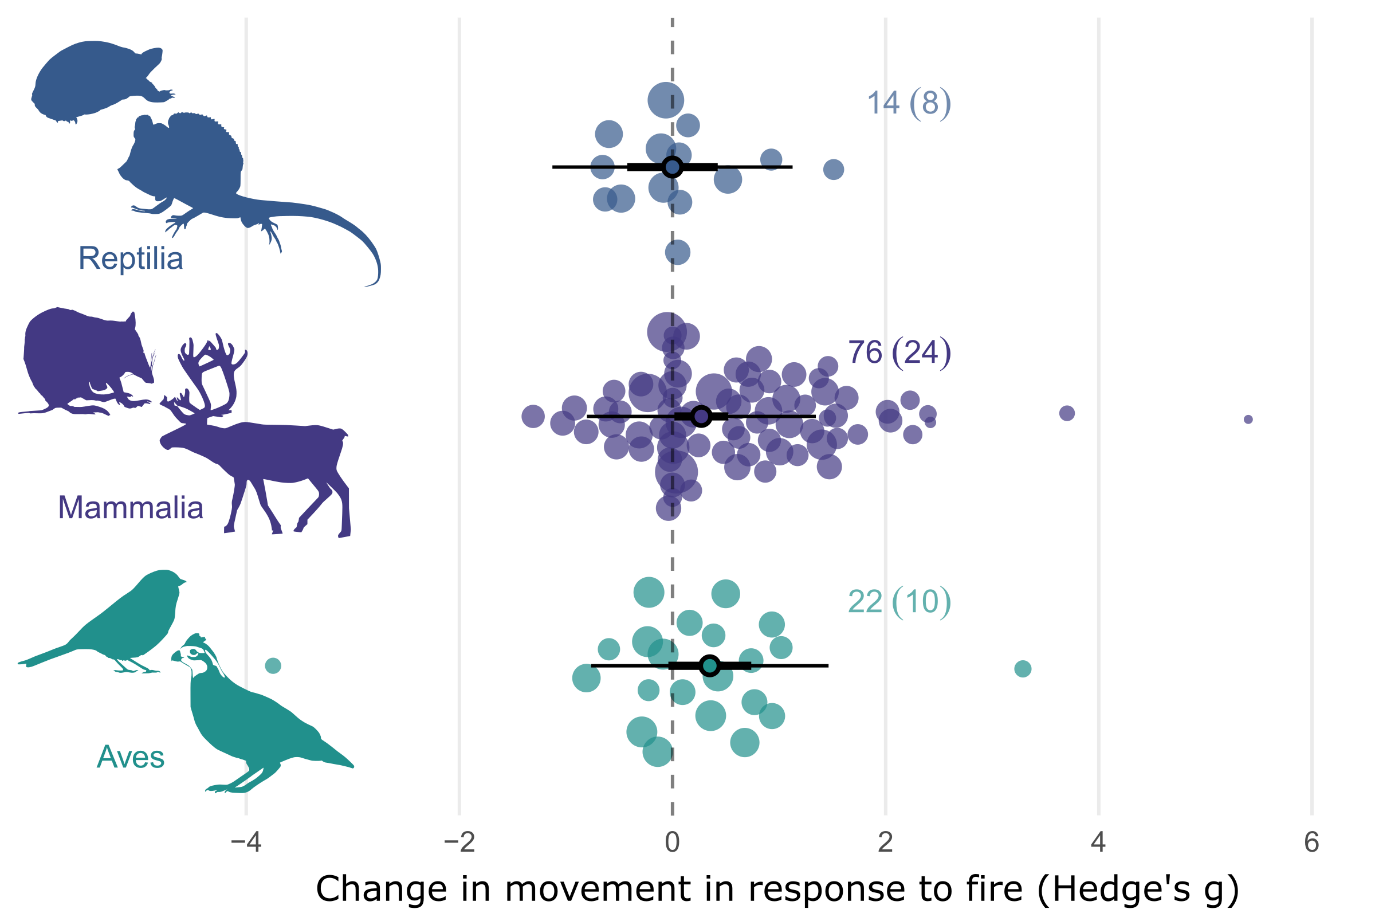 14 (8)
Reptilia
76 (24)
Mammalia
22 (10)
Aves
−4 −2 0 2 4 6
Change in movement in response to fire (Hedge's g)